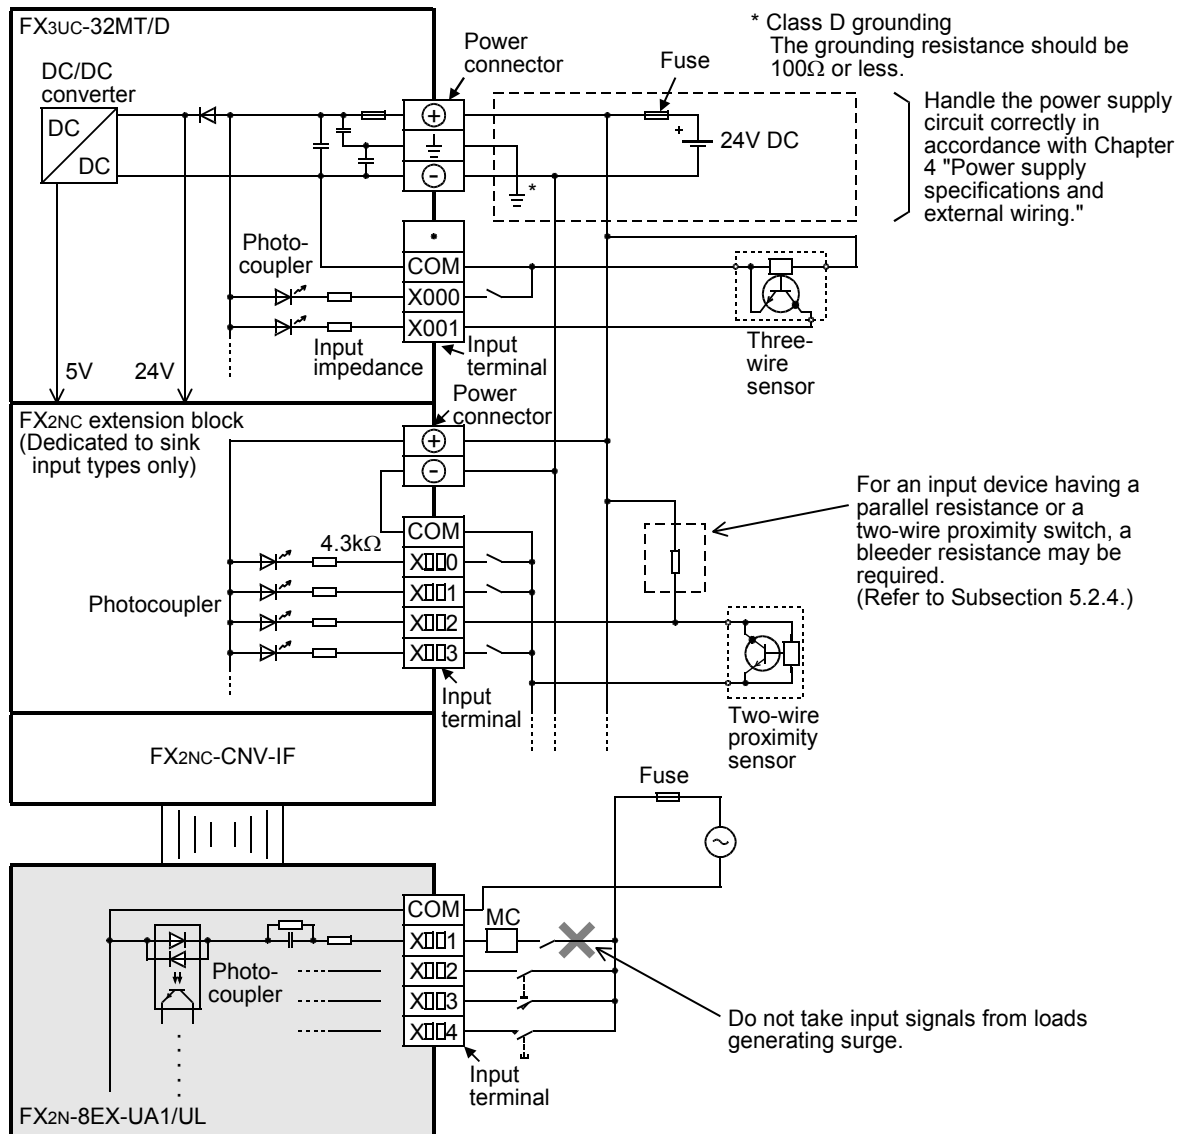 FX3UC-32MT/D
* Class D grounding
The grounding resistance should be
100Ω or less.
Power
connector
Fuse
DC/DC
converter
DC
DC
+
24V DC
*
Handle the power supply
circuit correctly in
accordance with Chapter
4 "Power supply
specifications and
external wiring."
Photo-
coupler
•
COM
X000
X001
Input
impedance
Input
terminal
Three-
wire
sensor
5V
24V
Power
connector
FX2NC extension block
(Dedicated to sink
input types only)
+
-
For an input device having a
parallel resistance or a
two-wire proximity switch, a
bleeder resistance may be
required.
(Refer to Subsection 5.2.4.)
COM
4.3kΩ
X▯▯0
X▯▯1
Photocoupler
X▯▯2
X▯▯3
Input
terminal
Two-wire
proximity
sensor
FX2NC-CNV-IF
Fuse
COM
MC
X▯▯1
Photo-
coupler
X▯▯2
X▯▯3
X▯▯4
Do not take input signals from loads
generating surge.
Input
terminal
FX2N-8EX-UA1/UL